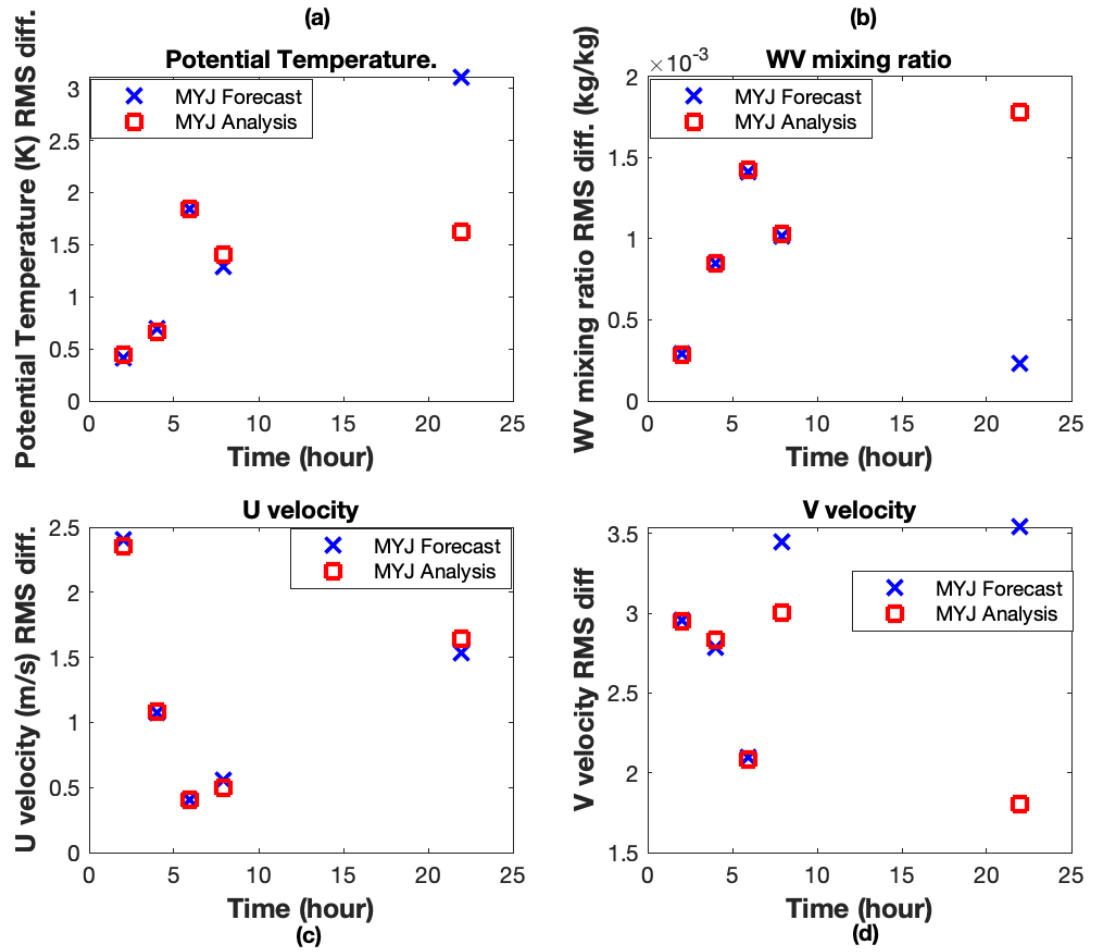 (a)
Potential Temperature.
Potential Temperature (K) RMS diff.
3
2.5
2
1.5
1
0.5
0
MYJ Forecast
MYJ Analysis
0 5 10 15 20 25
Time (hour)
(b)
×10⁻³
WV mixing ratio
WV mixing ratio RMS diff. (kg/kg)
2
1.5
1
0.5
0
MYJ Forecast
MYJ Analysis
0 5 10 15 20 25
Time (hour)
U velocity
U velocity (m/s) RMS diff.
2.5
2
1.5
1
0.5
0
MYJ Forecast
MYJ Analysis
0 5 10 15 20 25
Time (hour)
(c)
V velocity
V velocity RMS diff
3.5
3
2.5
2
1.5
MYJ Forecast
MYJ Analysis
0 5 10 15 20 25
Time (hour)
(d)